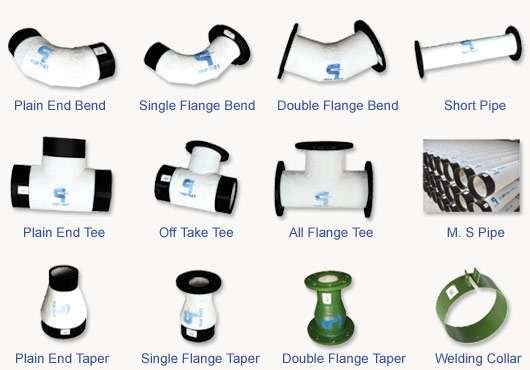 Plain End Bend
Single Flange Bend
Double Flange Bend
Short Pipe
Plain End Tee
Off Take Tee
All Flange Tee
M. S Pipe
Plain End Taper
Single Flange Taper
Double Flange Taper
Welding Collar